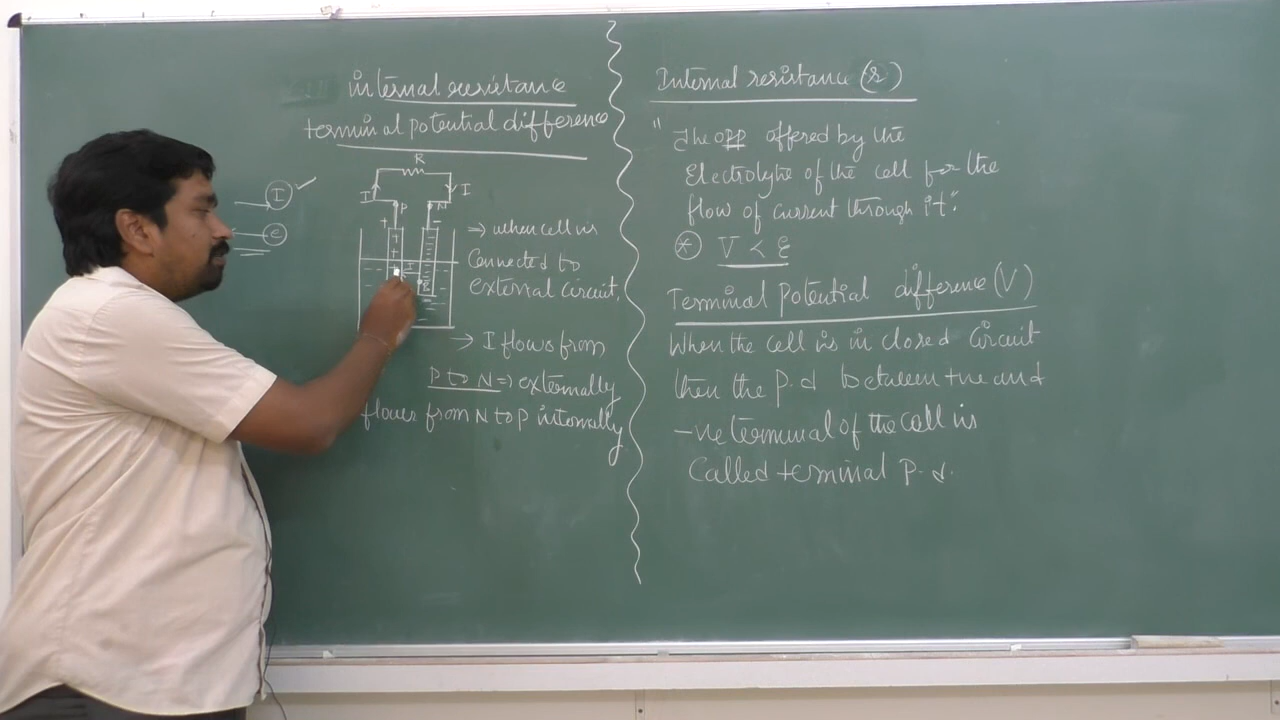 internal resistance
terminal potential difference
R
I I
P N
+ -
I
I
e
→ when cell is
Connected to
external circuit.
→ I flows from
P to N => externally
flows from N to P internally
Internal resistance (r)
"The opp offered by the
Electrolyte of the cell for the
flow of current through it".
* V < ε
Terminal Potential difference (V)
When the cell is in closed Circuit
then the P.d between +ve and
-ve terminal of the cell is
Called terminal P.d.